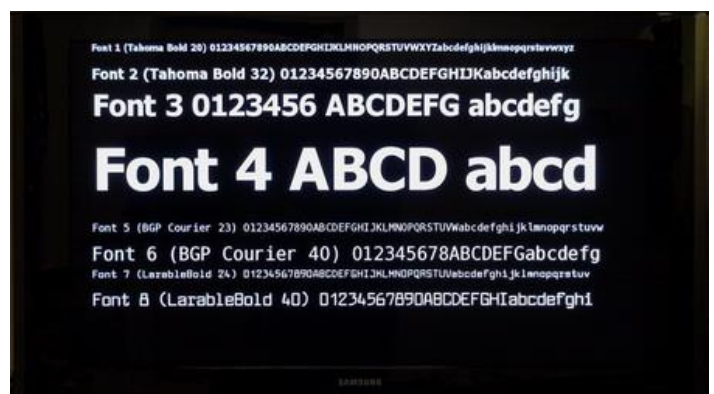 Font 1 (Tahoma Bold 20) 01234567890ABCDEFGHIJKLMNOPQRSTUVWXYZabcdefghijklmnopqrstuvwxyz
Font 2 (Tahoma Bold 32) 01234567890ABCDEFGHIJKabcdefghijk
Font 3 0123456 ABCDEFG abcdefg
Font 4 ABCD abcd
Font 5 (BGP Courier 23) 01234567890ABCDEFGHIJKLMNOPQRSTUVWabcdefghijklmnopqrstuvw
Font 6 (BGP Courier 40) 012345678ABCDEFGabcdefg
Font 7 (LarableBold 24) 01234567890ABCDEFGHIJKLMNOPQRSTUVabcdefghijklmnopqrstuv
Font 8 (LarableBold 40) 01234567890ABCDEFGHIabcdefghi
SAMSUNG